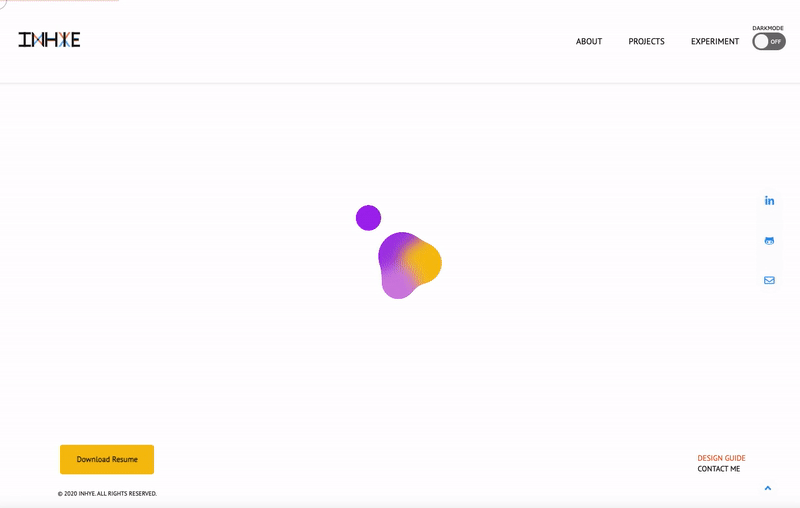 INHYE
ABOUT
PROJECTS
EXPERIMENT
DARKMODE
OFF
in
Download Resume
© 2020 INHYE. ALL RIGHTS RESERVED.
DESIGN GUIDE
CONTACT ME